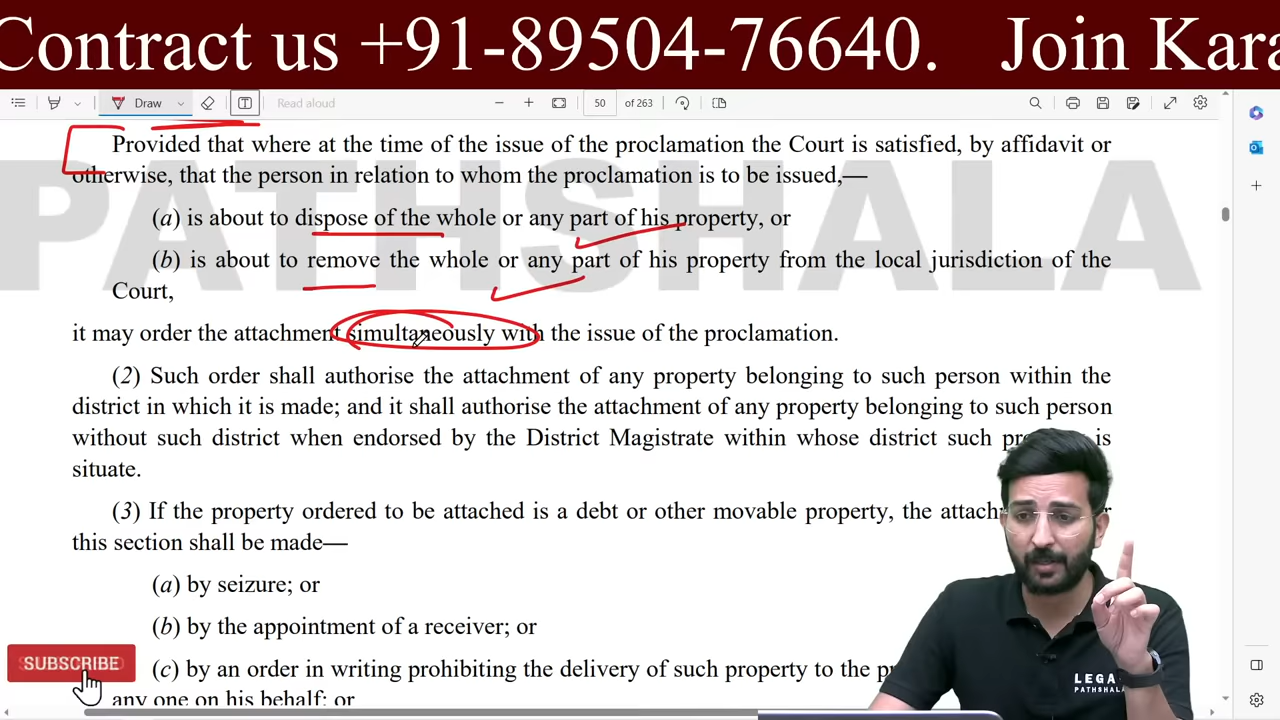 Contract us +91-89504-76640. Join Kara
Draw
Read aloud
50 of 263
PATHSHALA
Provided that where at the time of the issue of the proclamation the Court is satisfied, by affidavit or
otherwise, that the person in relation to whom the proclamation is to be issued,—
(a) is about to dispose of the whole or any part of his property, or
(b) is about to remove the whole or any part of his property from the local jurisdiction of the
Court,
it may order the attachment simultaneously with the issue of the proclamation.
(2) Such order shall authorise the attachment of any property belonging to such person within the
district in which it is made; and it shall authorise the attachment of any property belonging to such person
without such district when endorsed by the District Magistrate within whose district such is
situate.
(3) If the property ordered to be attached is a debt or other movable property, the
this section shall be made—
(a) by seizure; or
(b) by the appointment of a receiver; or
(c) by an order in writing prohibiting the delivery of such property to the
any one on his behalf; or
SUBSCRIBE
LEGA
PATHSHALA